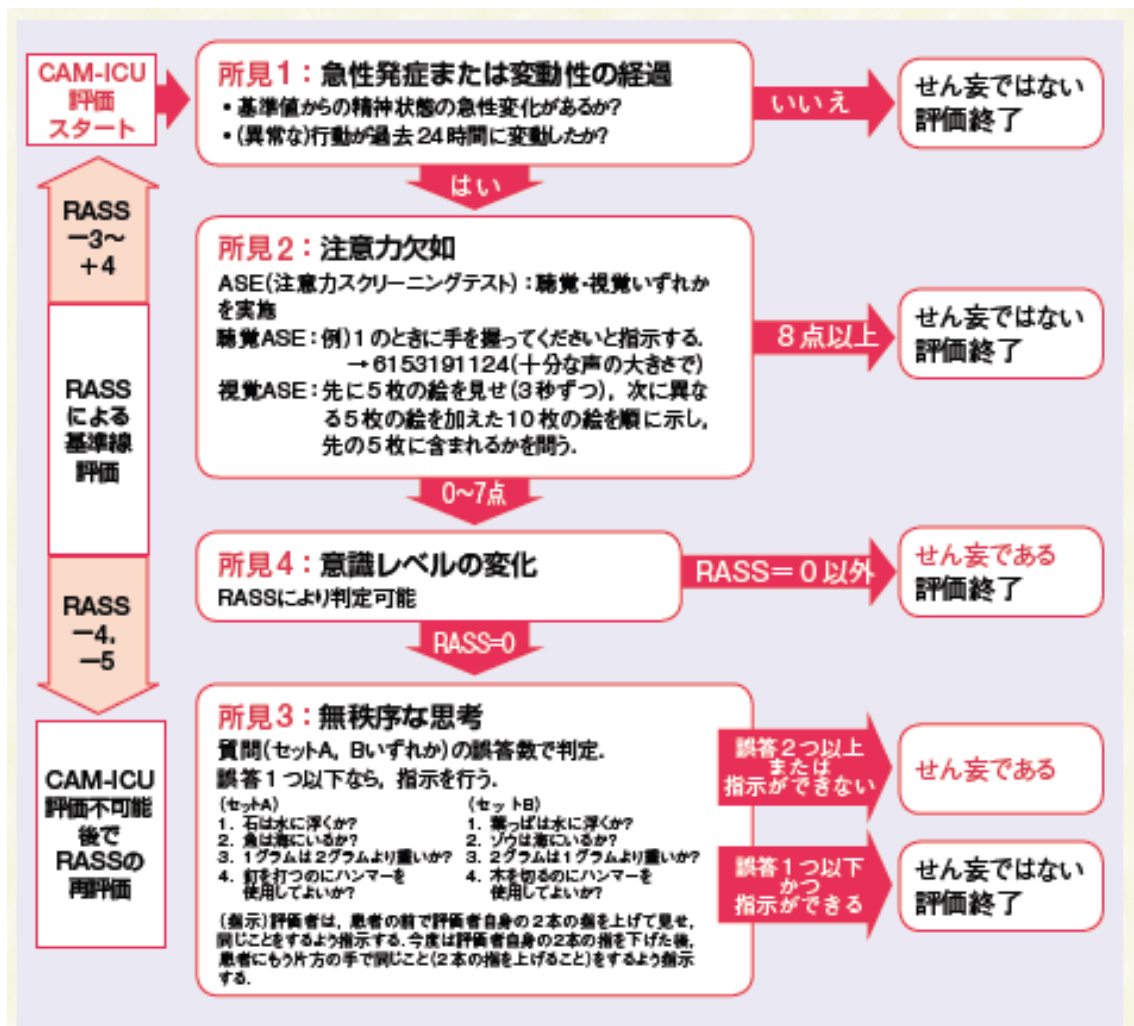 CAM-ICU
評価
スタート
所見1：急性発症または変動性の経過
・基準値からの精神状態の急性変化があるか?
・(異常な)行動が過去24時間に変動したか?
いいえ
せん妄ではない
評価終了
はい
RASS
ー3〜
＋4
所見2：注意力欠如
ASE(注意力スクリーニングテスト)：聴覚・視覚いずれか
を実施
聴覚ASE：例)1のときに手を握ってくださいと指示する.
→6153191124(十分な声の大きさで)
視覚ASE：先に5枚の絵を見せ(3秒ずつ), 次に異な
る5枚の絵を加えた10枚の絵を順に示し,
先の5枚に含まれるかを問う.
8点以上
せん妄ではない
評価終了
RASS
による
基準線
評価
0〜7点
所見4：意識レベルの変化
RASSにより判定可能
RASS＝0以外
せん妄である
評価終了
RASS
ー4,
ー5
RASS=0
所見3：無秩序な思考
質問(セットA, Bいずれか)の誤答数で判定.
誤答1つ以下なら, 指示を行う.
(セットA)
1. 石は水に浮くか?
2. 魚は海にいるか?
3. 1グラムは2グラムより重いか?
4. 釘を打つのにハンマーを
使用してよいか?
(セットB)
1. 葉っぱは水に浮くか?
2. ゾウは海にいるか?
3. 2グラムは1グラムより重いか?
4. 木を切るのにハンマーを
使用してよいか?
(指示)評価者は, 患者の前で評価者自身の2本の指を上げて見せ,
同じことをするよう指示する. 今度は評価者自身の2本の指を下げた後,
患者にもう片方の手で同じこと(2本の指を上げること)をするよう指示
する.
誤答2つ以上
または
指示ができない
せん妄である
誤答1つ以下
かつ
指示ができる
せん妄ではない
評価終了
CAM-ICU
評価不可能
後で
RASSの
再評価